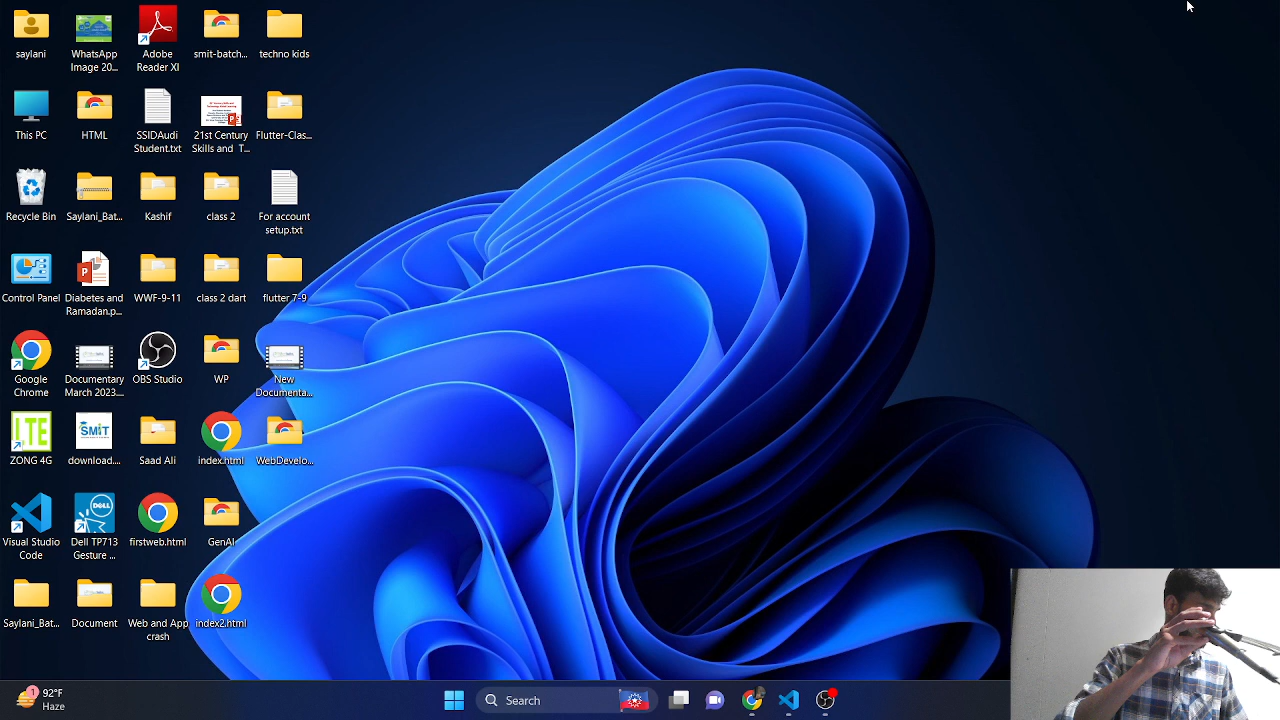 saylani
WhatsApp
Image 20...
Adobe
Reader XI
smit-batch...
techno kids
This PC
HTML
SSIDAudi
Student.txt
21st Century
Skills and T...
Flutter-Clas...
Recycle Bin
Saylani_Bat...
Kashif
class 2
For account
setup.txt
Control Panel
Diabetes and
Ramadan.p...
WWF-9-11
class 2 dart
flutter 7-9
Google
Chrome
Documentary
March 2023...
OBS Studio
WP
New
Documenta...
LTE
ZONG 4G
SMIT
download....
Saad Ali
index.html
WebDevelo...
Visual Studio
Code
DELL
Dell TP713
Gesture ...
firstweb.html
GenAI
Saylani_Bat...
Document
Web and App
crash
index2.html
1
92°F
Haze
Search